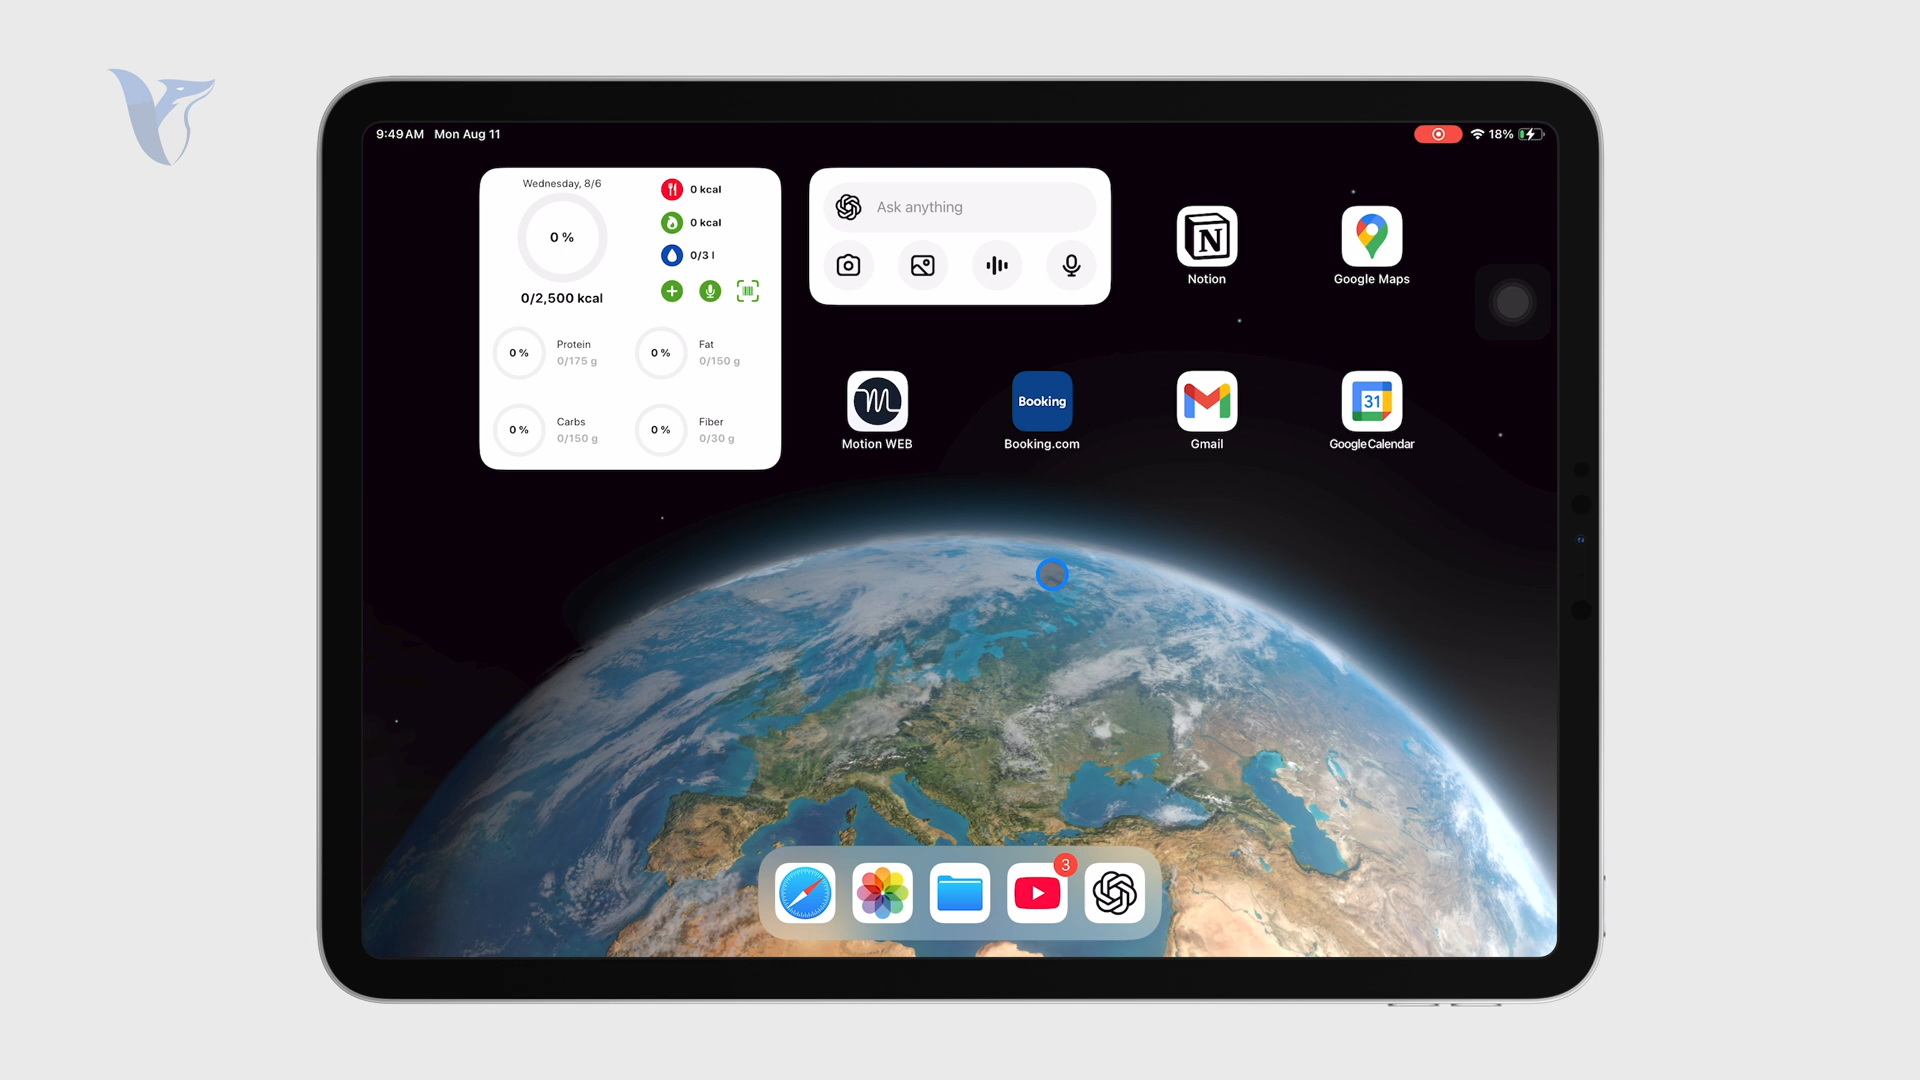 9:49 AM Mon Aug 11
18%
Wednesday, 8/6
0 %
0/2,500 kcal
0 kcal
0 kcal
0/3 l
0 %
Protein
0/175 g
0 %
Fat
0/150 g
0 %
Carbs
0/150 g
0 %
Fiber
0/30 g
Ask anything
N
Notion
Google Maps
Motion WEB
Booking
Booking.com
Gmail
31
Google Calendar
3